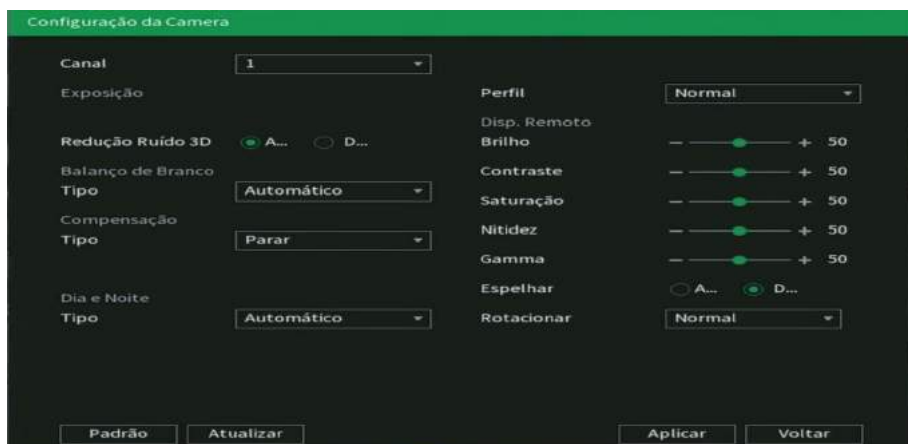 Configuração da Camera
Canal 1
Exposição Perfil Normal
Disp. Remoto
Redução Ruído 3D A... D... Brilho 50
Balanço de Branco Contraste 50
Tipo Automático
Saturação 50
Compensação
Tipo Parar Nitidez 50
Gamma 50
Espelhar A... D...
Dia e Noite
Tipo Automático Rotacionar Normal
Padrão Atualizar Aplicar Voltar